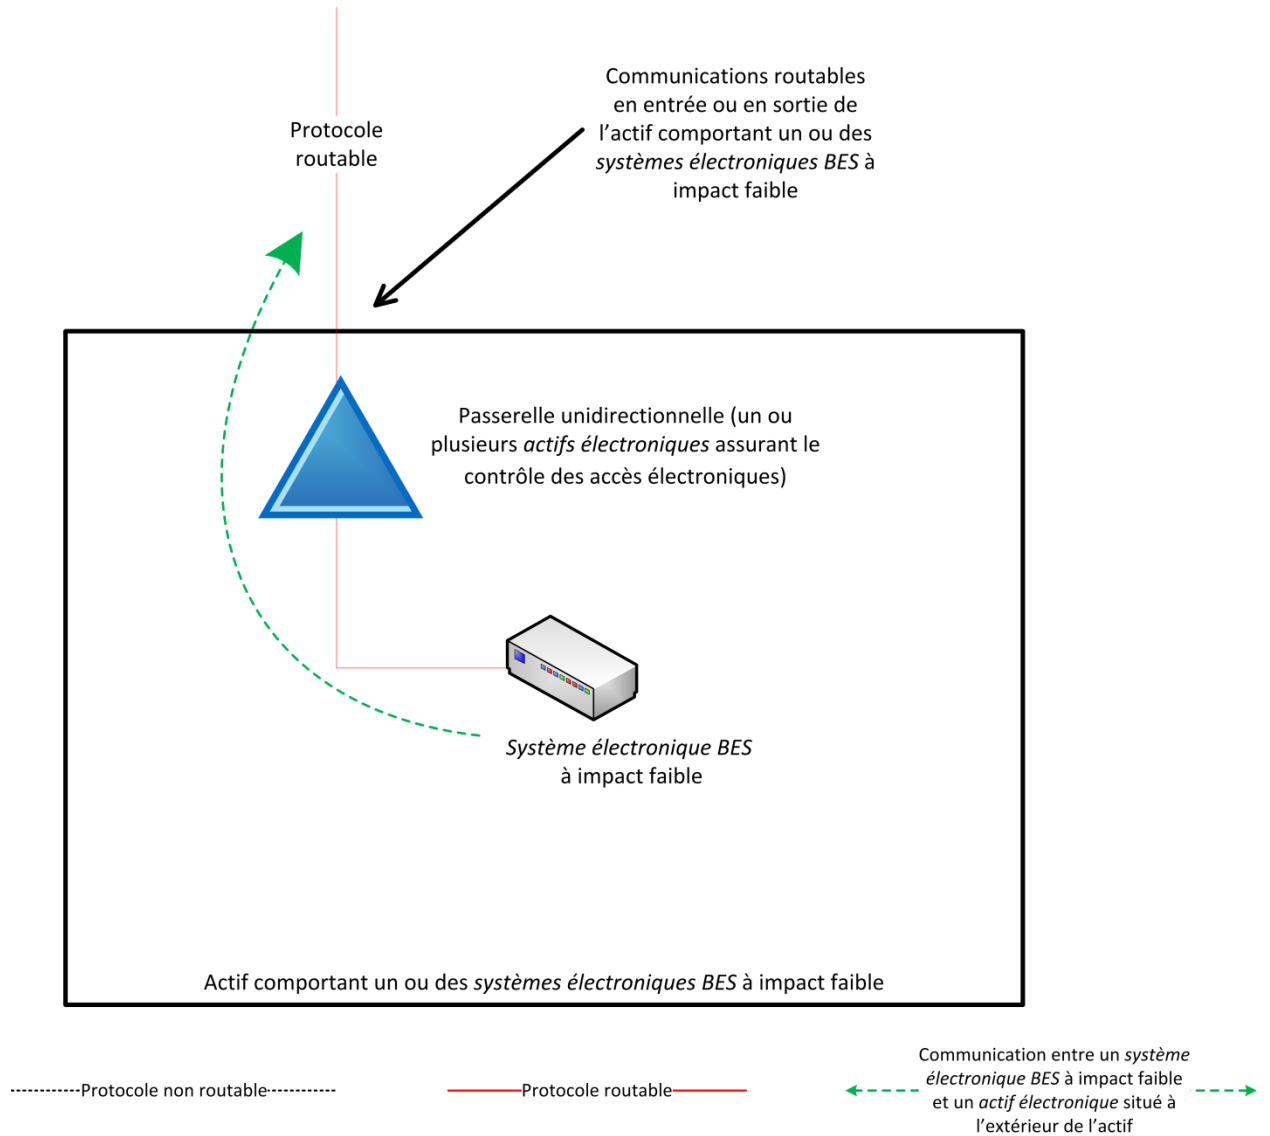 Communications routables
en entrée ou en sortie de
l’actif comportant un ou des
systèmes électroniques BES à
impact faible
Protocole
routable
Passerelle unidirectionnelle (un ou
plusieurs actifs électroniques assurant le
contrôle des accès électroniques)
Système électronique BES
à impact faible
Actif comportant un ou des systèmes électroniques BES à impact faible
Protocole non routable
Protocole routable
Communication entre un système
électronique BES à impact faible
et un actif électronique situé à
l’extérieur de l’actif